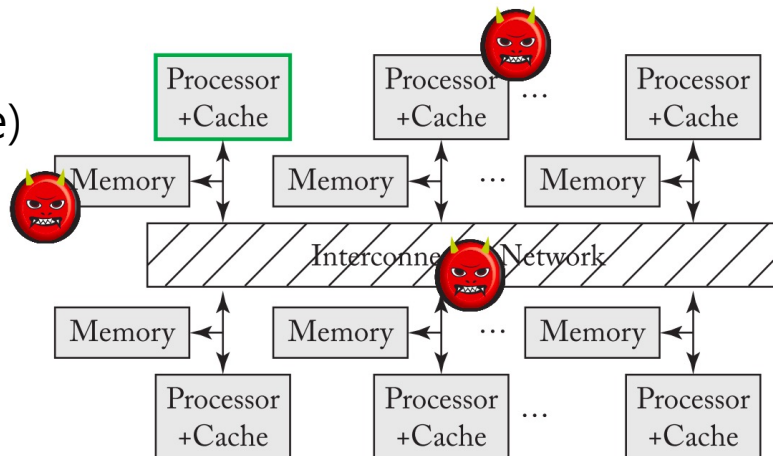 Processor
+Cache
Processor
+Cache
...
Processor
+Cache
e)
Memory
Memory
...
Memory
Interconne Network
Memory
Memory
...
Memory
Processor
+Cache
Processor
+Cache
...
Processor
+Cache